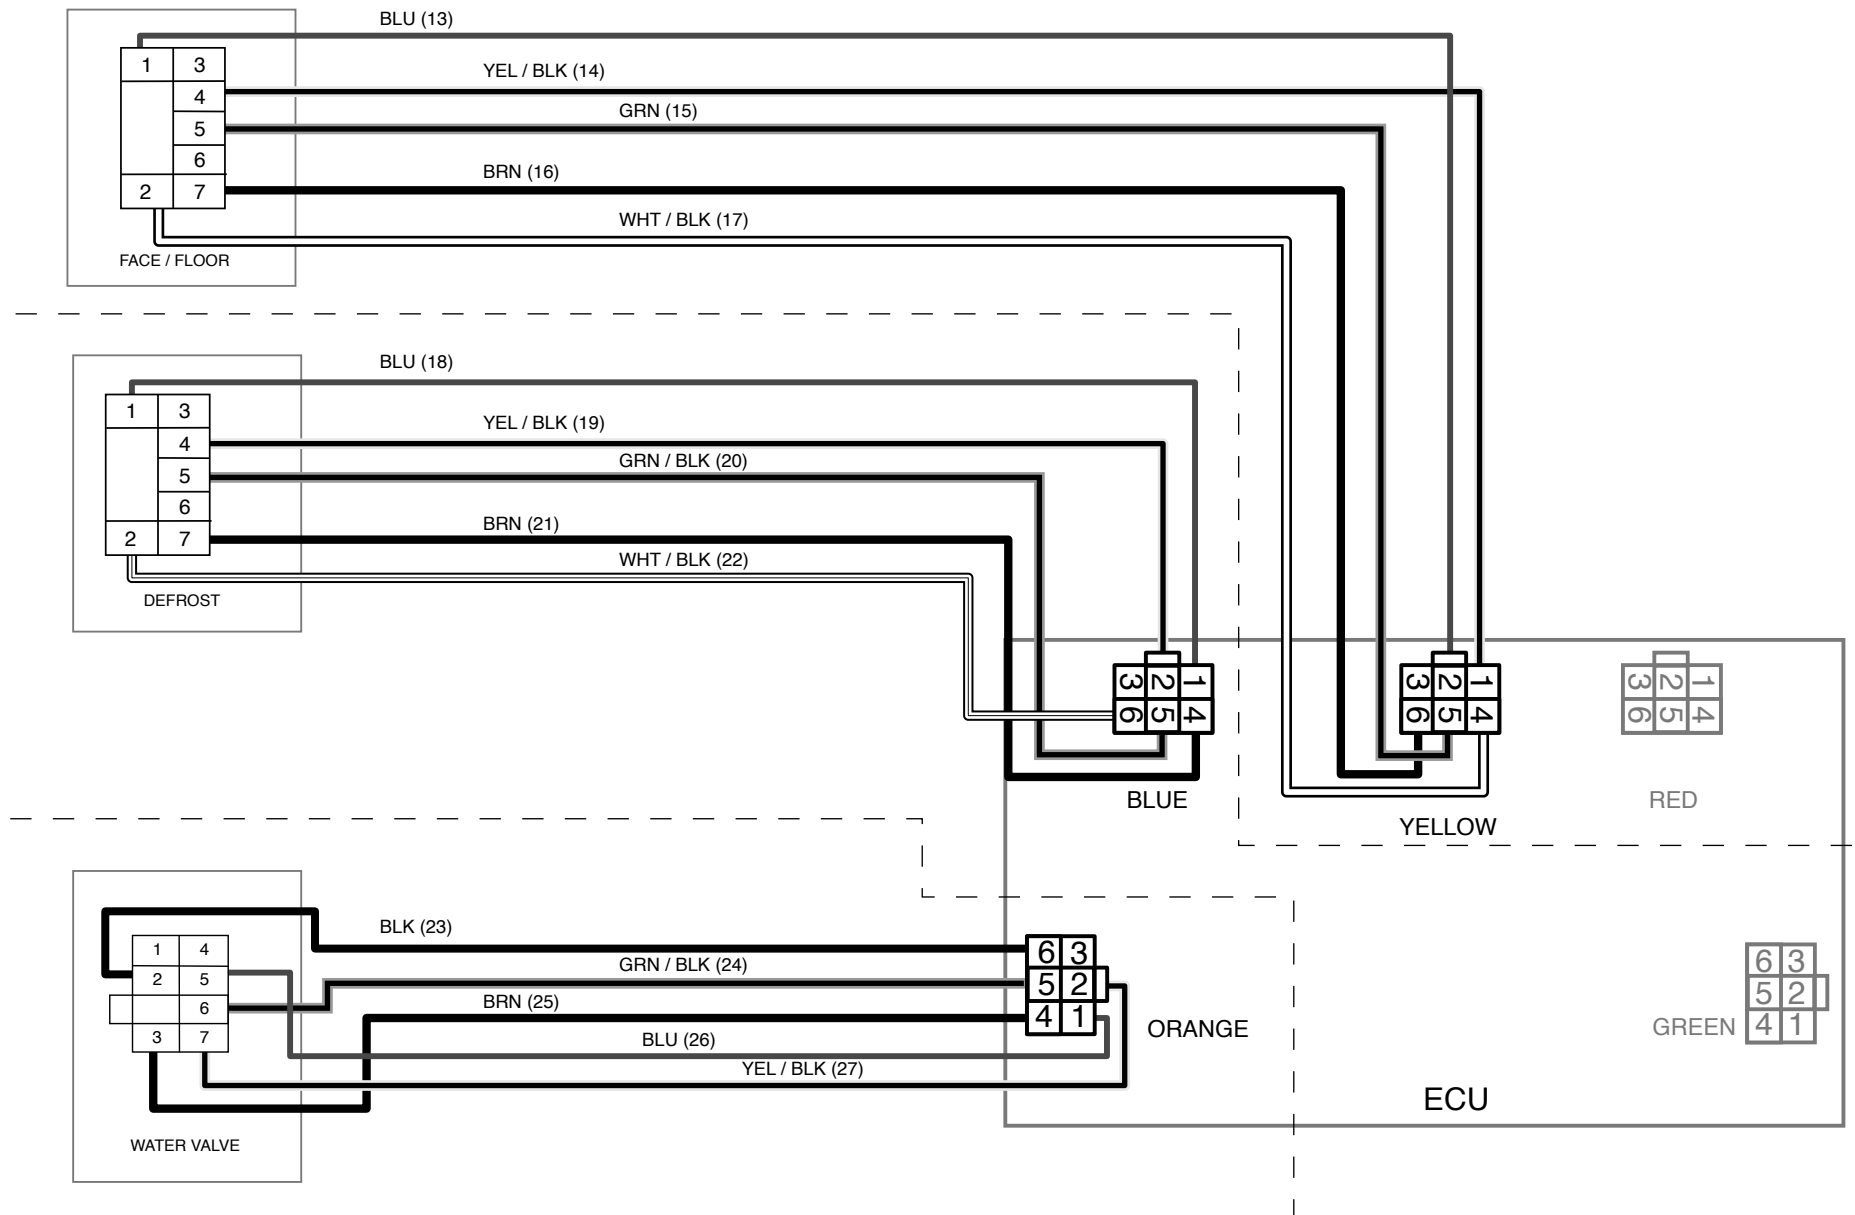 BLU (13)
1 3
YEL / BLK (14)
4
GRN (15)
5
6
BRN (16)
2 7
WHT / BLK (17)
FACE / FLOOR
BLU (18)
1 3
YEL / BLK (19)
4
GRN / BLK (20)
5
6
BRN (21)
2 7
WHT / BLK (22)
DEFROST
3 2 1
6 5 4
BLUE
3 2 1
6 5 4
YELLOW
3 2 1
6 5 4
RED
BLK (23)
1 4
GRN / BLK (24)
2 5
BRN (25)
6
3 7
BLU (26)
YEL / BLK (27)
WATER VALVE
6 3
5 2
4 1
ORANGE
6 3
5 2
4 1
GREEN
ECU